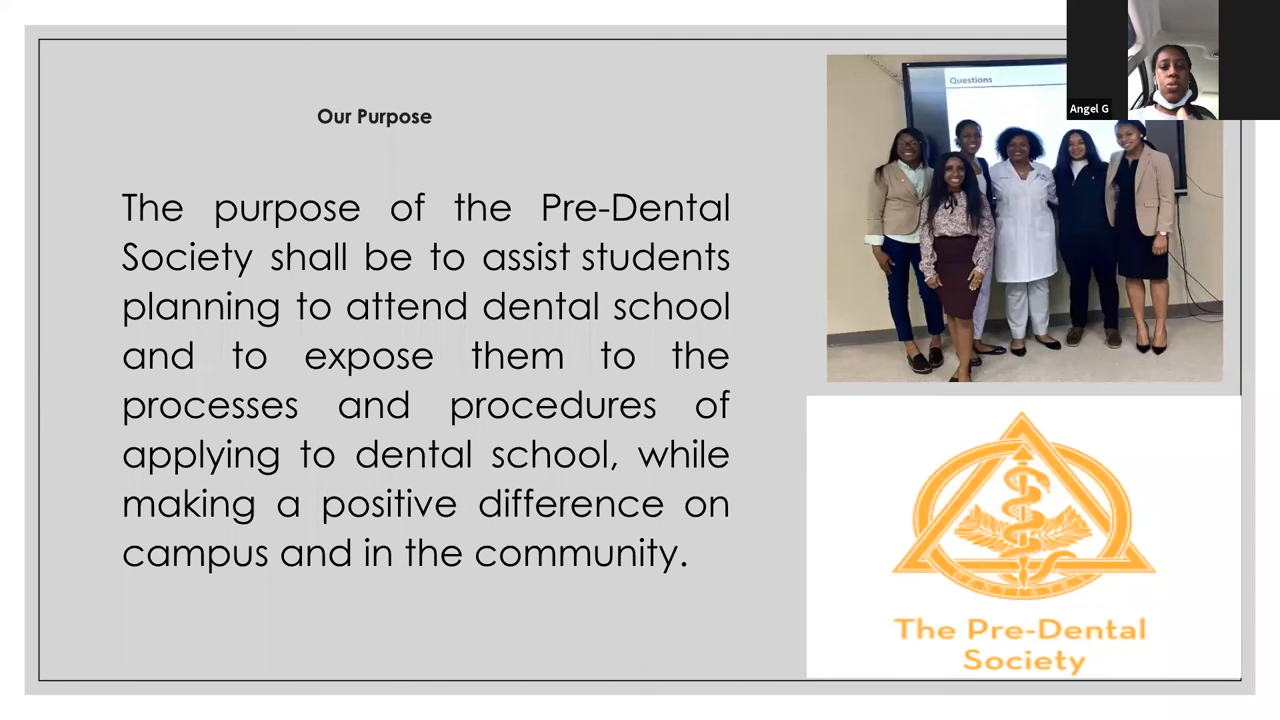 Questions
Angel G
Our Purpose
The purpose of the Pre-Dental
Society shall be to assist students
planning to attend dental school
and to expose them to the
processes and procedures of
applying to dental school, while
making a positive difference on
campus and in the community.
DENTISTRY
The Pre-Dental
Society